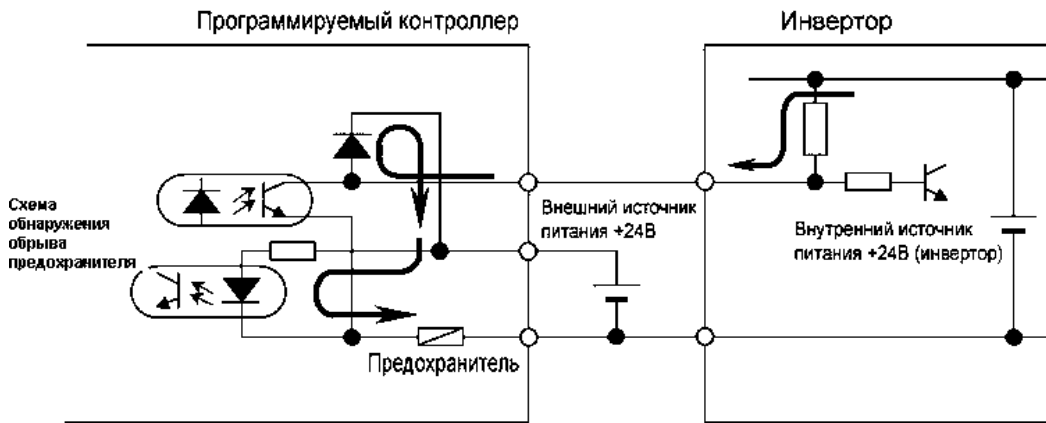 Программируемый контроллер
Инвертор
Схема
обнаружения
обрыва
предохранителя
Внешний источник
питания +24В
Внутренний источник
питания +24В (инвертор)
Предохранитель